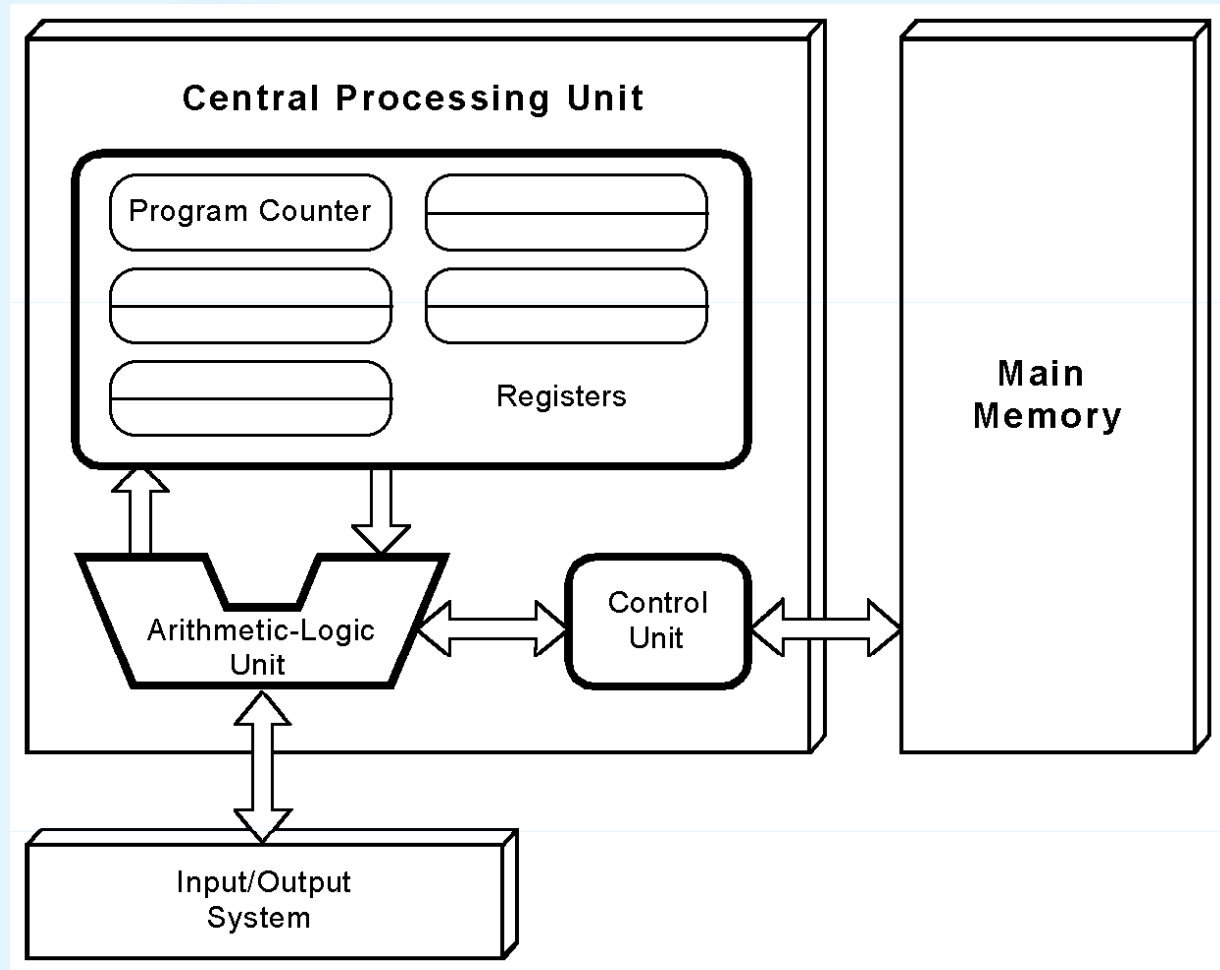 Central Processing Unit
Program Counter
Registers
Main
Memory
Arithmetic-Logic
Unit
Control
Unit
Input/Output
System